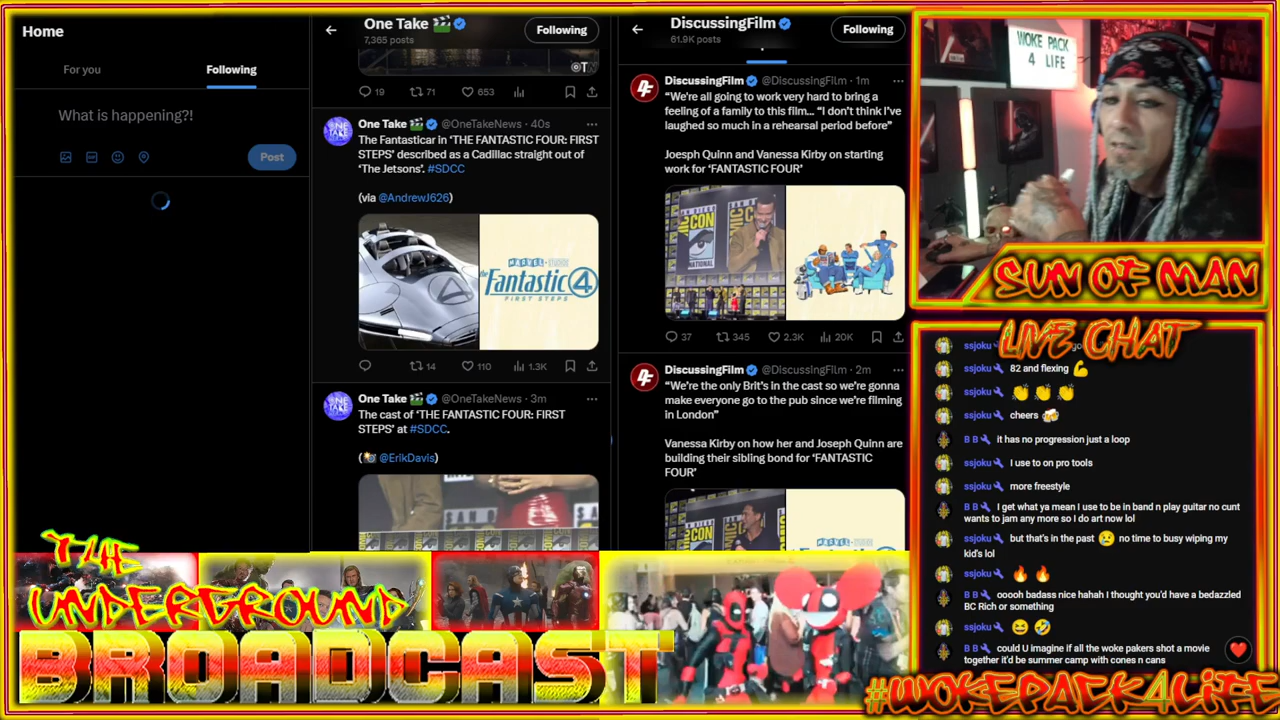 Home
For you
Following
What is happening?!
Post
One Take
7,365 posts
Following
19
71
653
One Take @OneTakeNews · 40s
The Fantasticar in ‘THE FANTASTIC FOUR: FIRST
STEPS’ described as a Cadillac straight out of
‘The Jetsons’. #SDCC
(via @AndrewJ626)
MARVEL STUDIOS
the Fantastic 4
FIRST STEPS
14
110
1.3K
One Take @OneTakeNews · 3m
The cast of ‘THE FANTASTIC FOUR: FIRST
STEPS’ at #SDCC.
( @ErikDavis)
DiscussingFilm
61.9K posts
Following
DiscussingFilm @DiscussingFilm · 1m
“We're all going to work very hard to bring a
feeling of a family to this film... “I don't think I've
laughed so much in a rehearsal period before”
Joesph Quinn and Vanessa Kirby on starting
work for ‘FANTASTIC FOUR’
37
345
2.3K
20K
DiscussingFilm @DiscussingFilm · 2m
“We're the only Brit's in the cast so we're gonna
make everyone go to the pub since we're filming
in London”
Vanessa Kirby on how her and Joseph Quinn are
building their sibling bond for ‘FANTASTIC
FOUR’
WOKE PACK
4 LIFE
SUN OF MAN
LIVE CHAT
ssjoku
ssjoku 82 and flexing
ssjoku
ssjoku cheers
B B it has no progression just a loop
ssjoku I use to on pro tools
ssjoku more freestyle
B B I get what ya mean I use to be in band n play guitar no cunt
wants to jam any more so I do art now lol
ssjoku but that's in the past no time to busy wiping my
kid's lol
ssjoku
B B ooooh badass nice hahah I thought you'd have a bedazzled
BC Rich or something
ssjoku
B B could U imagine if all the woke pakers shot a movie
together it'd be summer camp with cones n cans
THE
UNDERGROUND
BROADCAST
#WOKEPACK4LIFE